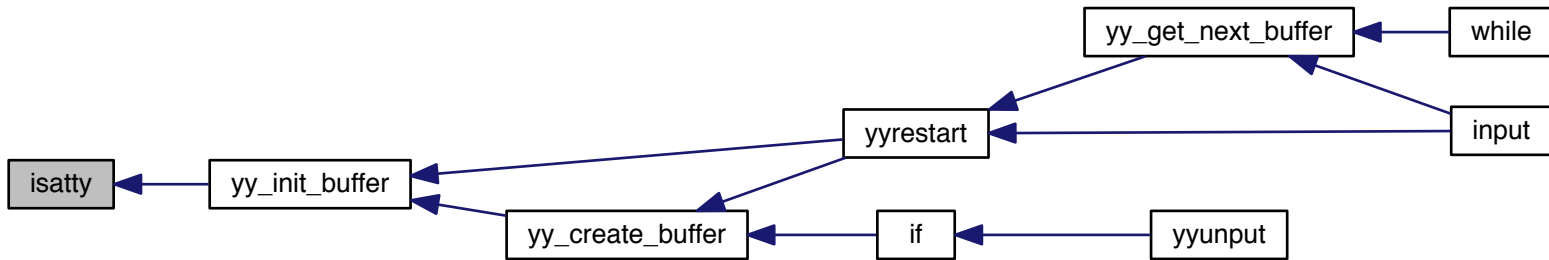 yy_get_next_buffer
while
yyrestart
input
isatty
yy_init_buffer
yy_create_buffer
if
yyunput